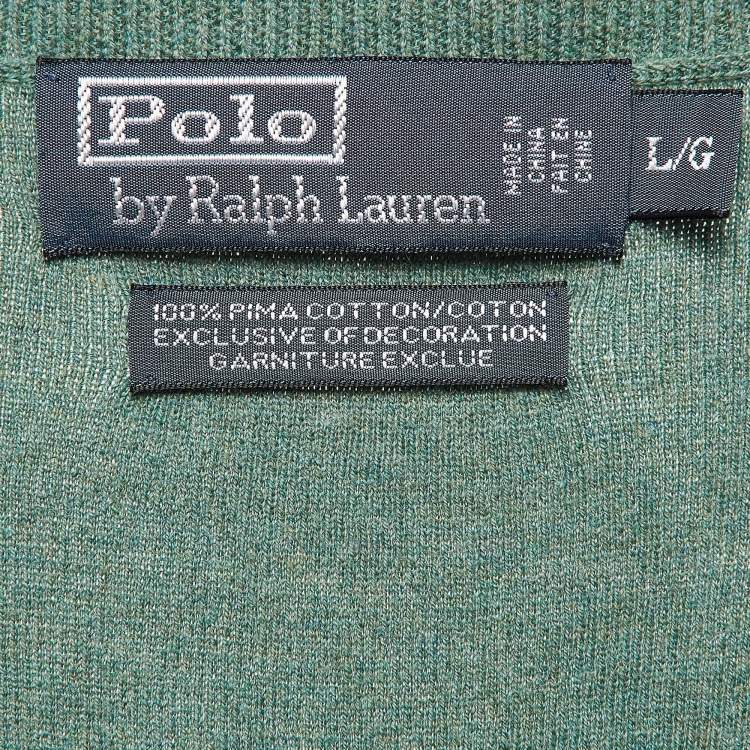 Polo
by Ralph Lauren
MADE IN
CHINA
FAIT EN
CHINE
L/G
100% PIMA COTTON/COTON
EXCLUSIVE OF DECORATION
GARNITURE EXCLUE